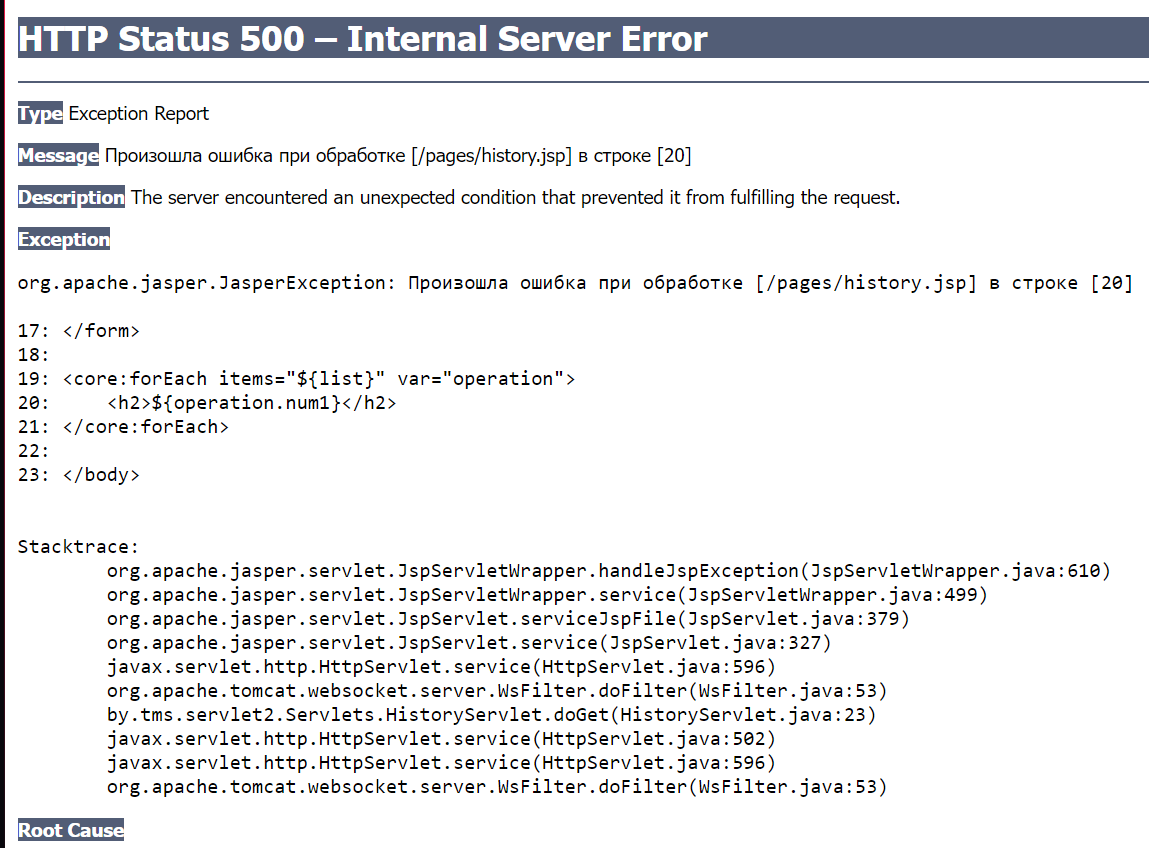 HTTP Status 500 – Internal Server Error
Type Exception Report
Message Произошла ошибка при обработке [/pages/history.jsp] в строке [20]
Description The server encountered an unexpected condition that prevented it from fulfilling the request.
Exception
org.apache.jasper.JasperException: Произошла ошибка при обработке [/pages/history.jsp] в строке [20]
17: </form>
18:
19: <core:forEach items="${list}" var="operation">
20:     <h2>${operation.num1}</h2>
21: </core:forEach>
22:
23: </body>
Stacktrace:
org.apache.jasper.servlet.JspServletWrapper.handleJspException(JspServletWrapper.java:610)
org.apache.jasper.servlet.JspServletWrapper.service(JspServletWrapper.java:499)
org.apache.jasper.servlet.JspServlet.serviceJspFile(JspServlet.java:379)
org.apache.jasper.servlet.JspServlet.service(JspServlet.java:327)
javax.servlet.http.HttpServlet.service(HttpServlet.java:596)
org.apache.tomcat.websocket.server.WsFilter.doFilter(WsFilter.java:53)
by.tms.servlet2.Servlets.HistoryServlet.doGet(HistoryServlet.java:23)
javax.servlet.http.HttpServlet.service(HttpServlet.java:502)
javax.servlet.http.HttpServlet.service(HttpServlet.java:596)
org.apache.tomcat.websocket.server.WsFilter.doFilter(WsFilter.java:53)
Root Cause